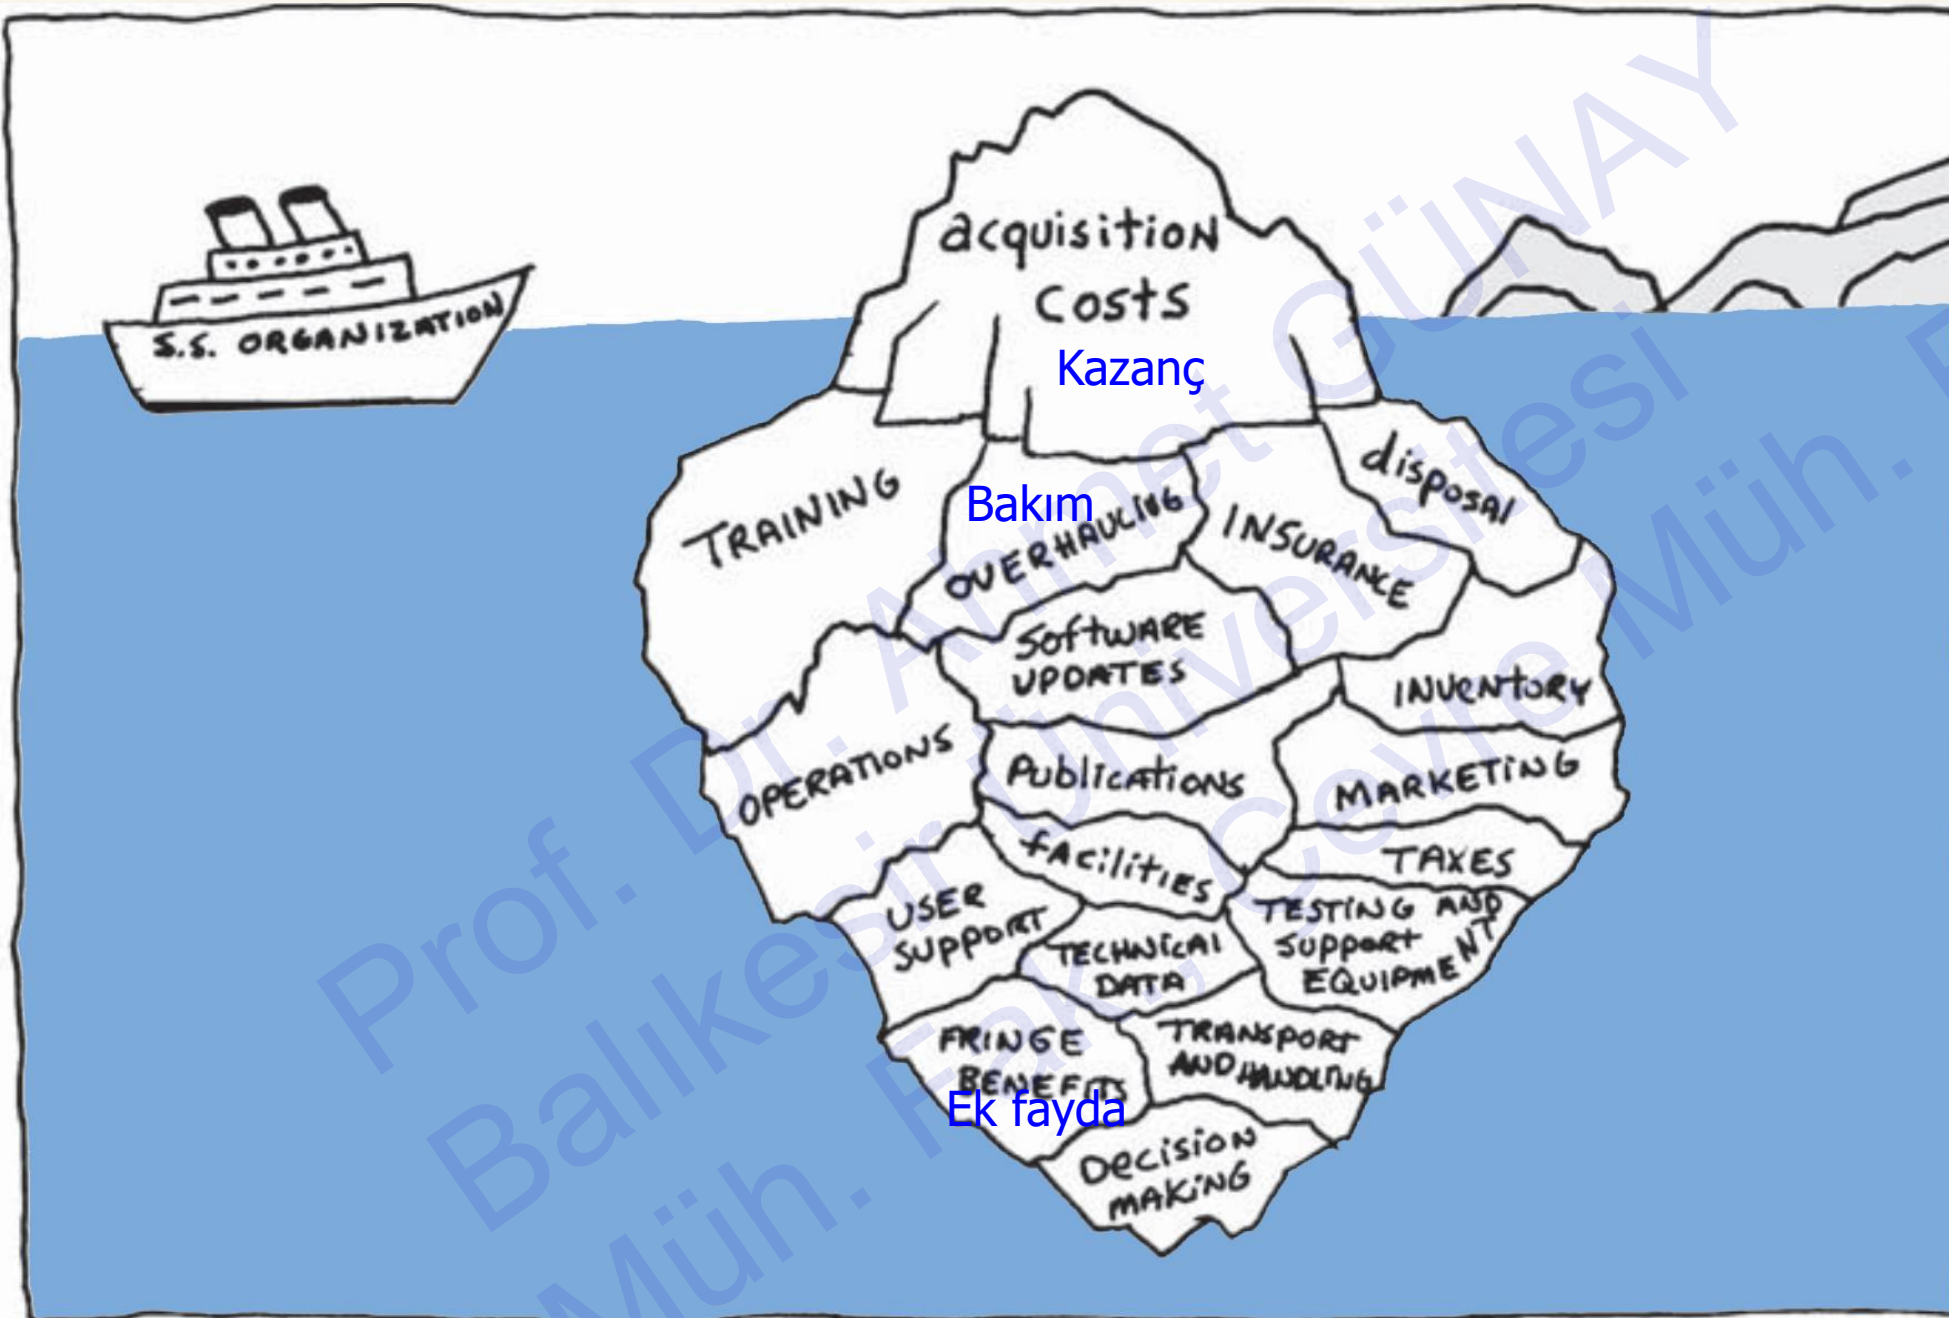 S.S. ORGANIZATION
acquisition
costs
Kazanç
TRAINING
Bakım
OVERHAULING
INSURANCE
disposal
SOFTWARE
UPDATES
INVENTORY
OPERATIONS
PUBLICATIONS
MARKETING
FACILITIES
TAXES
USER
SUPPORT
TECHNICAL
DATA
TESTING AND
SUPPORT
EQUIPMENT
FRINGE
BENEFITS
Ek fayda
TRANSPORT
AND HANDLING
DECISION
MAKING
Prof. Dr. Ahmet GÜNAY
Balıkesir Üniversitesi
Müh. Fak., Çevre Müh.